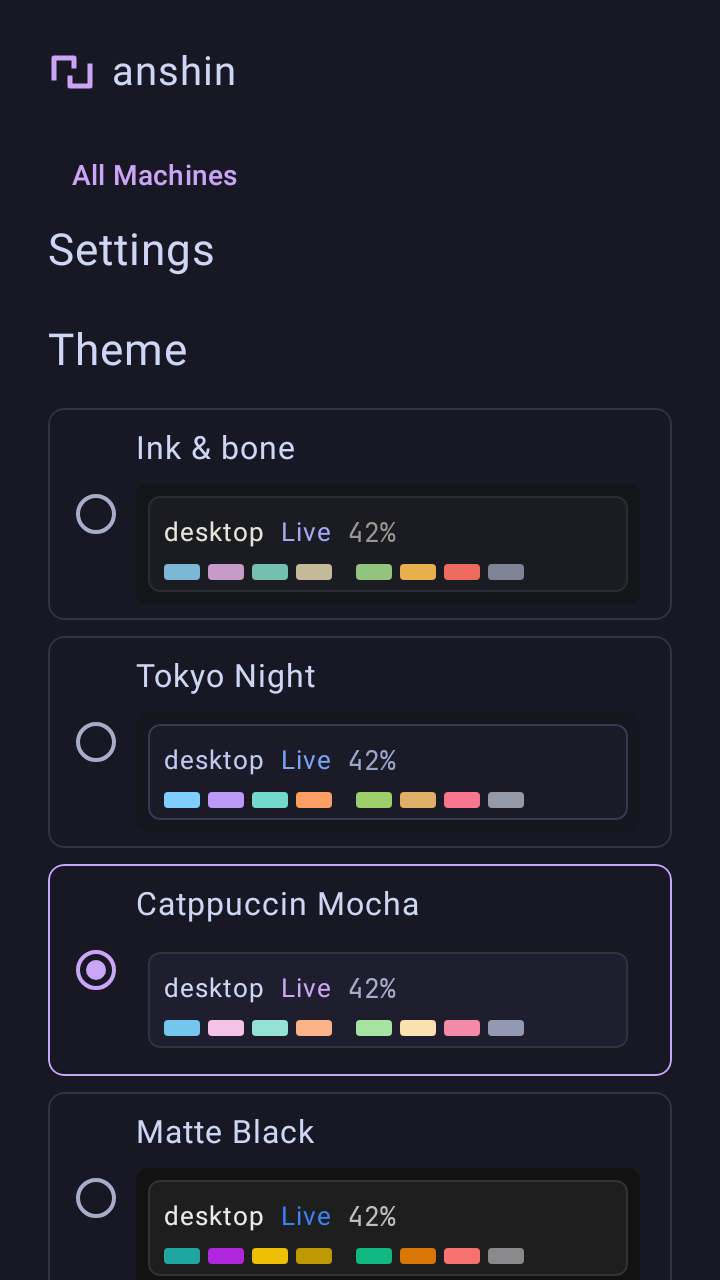 anshin
All Machines
Settings
Theme
Ink & bone
desktop Live 42%
Tokyo Night
desktop Live 42%
Catppuccin Mocha
desktop Live 42%
Matte Black
desktop Live 42%